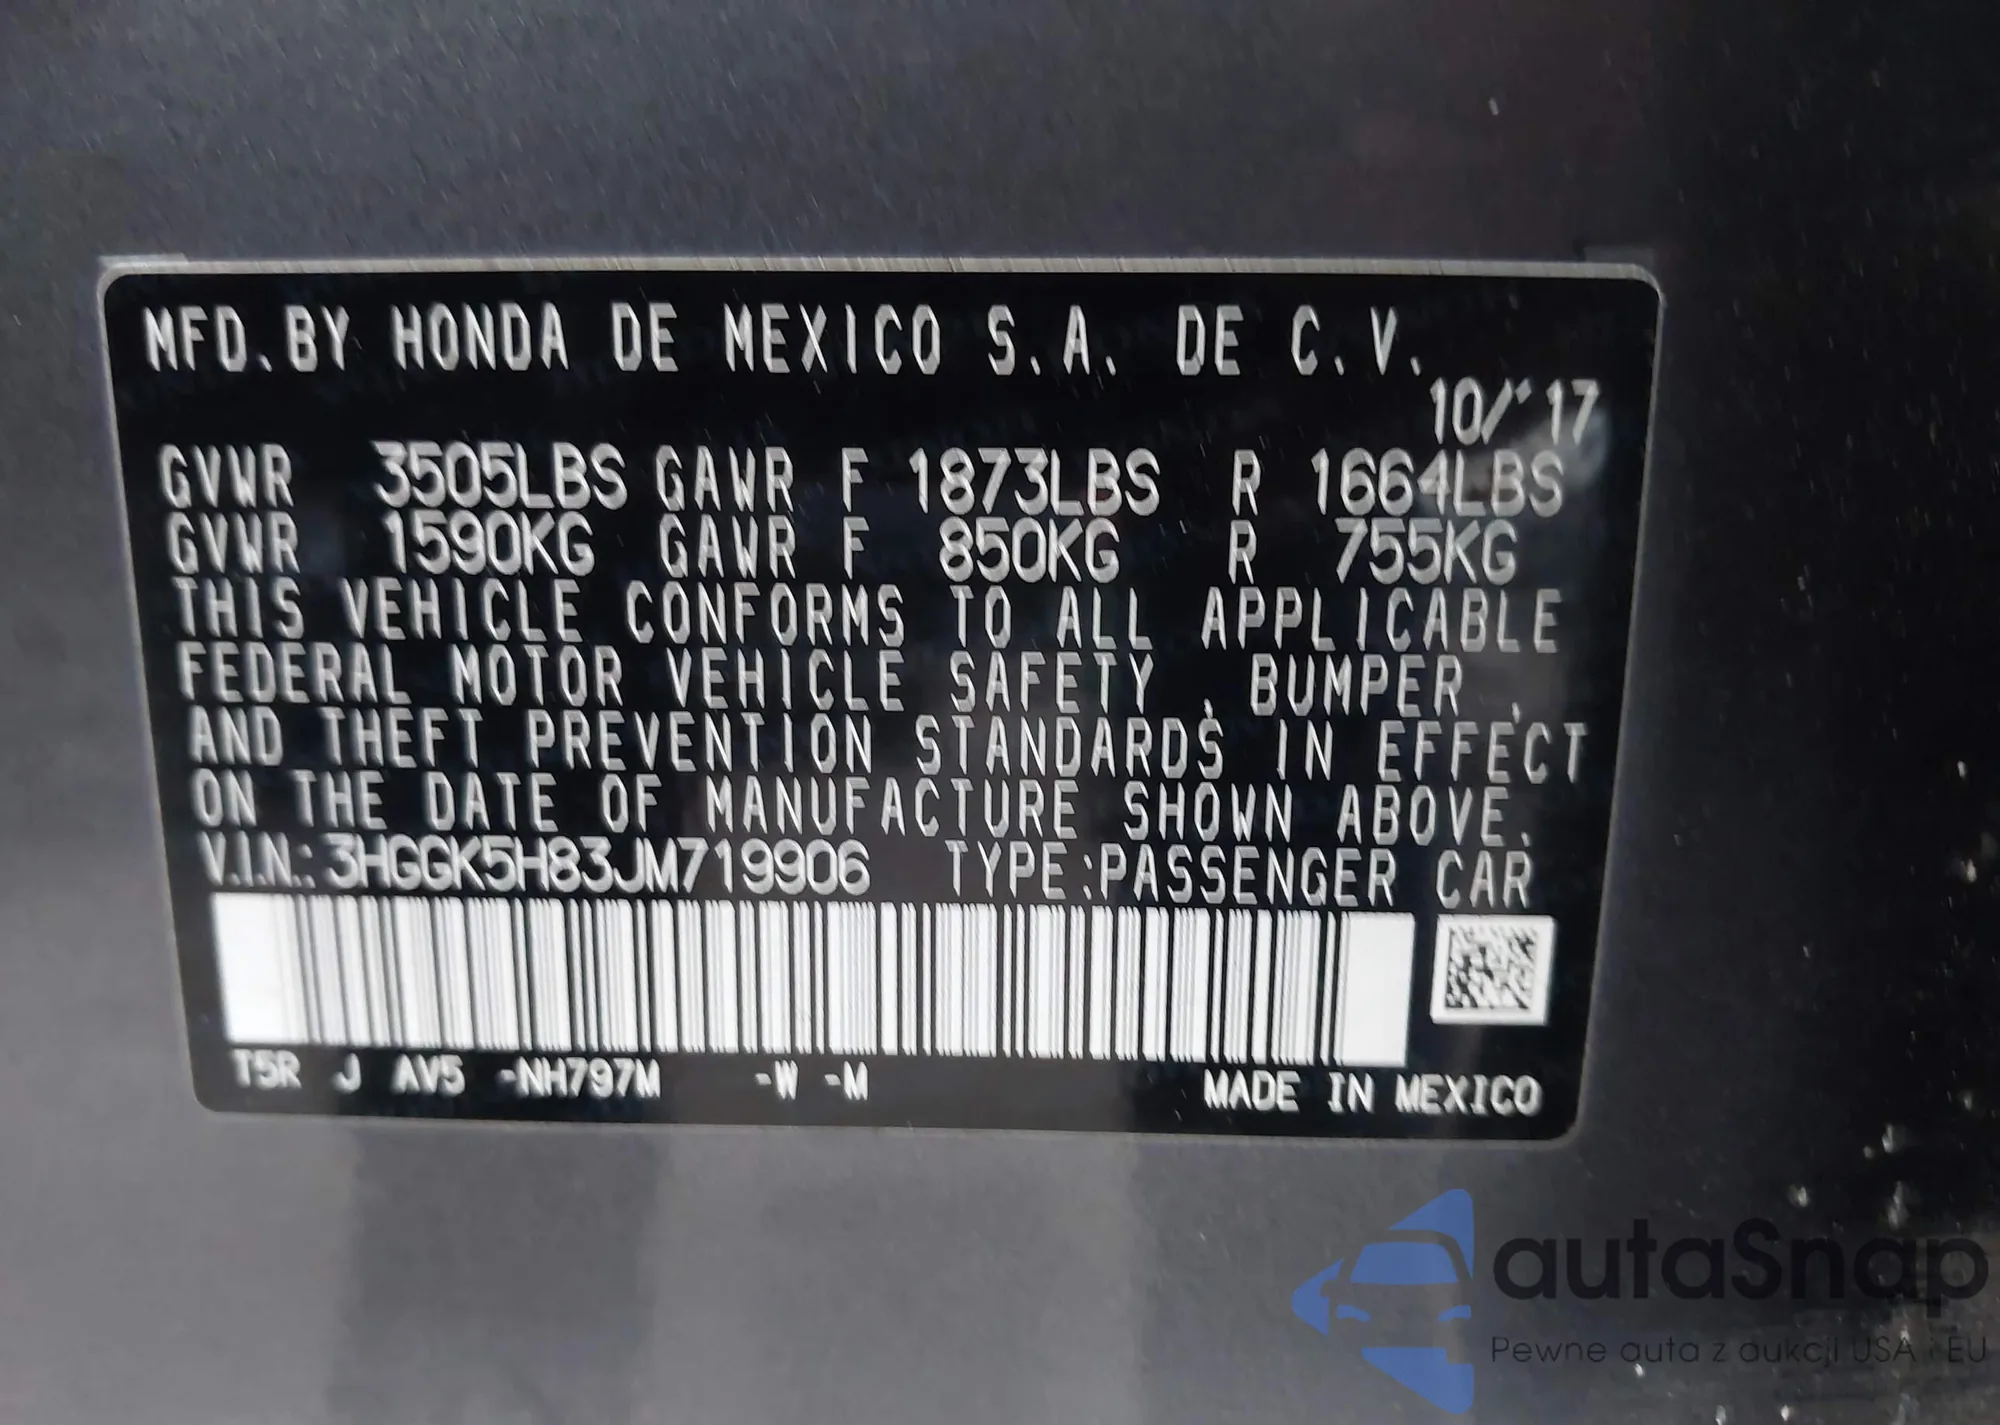 MFD.BY HONDA DE MEXICO S.A. DE C.V.
10/'17
GVWR 3505LBS GAWR F 1873LBS R 1664LBS
GVWR 1590KG GAWR F 850KG R 755KG
THIS VEHICLE CONFORMS TO ALL APPLICABLE
FEDERAL MOTOR VEHICLE SAFETY , BUMPER ,
AND THEFT PREVENTION STANDARDS IN EFFECT
ON THE DATE OF MANUFACTURE SHOWN ABOVE.
V.I.N.: 3HGGK5H83JM719906 TYPE:PASSENGER CAR
T5R J AV5 -NH797M -W -M MADE IN MEXICO
autaSnap
Pewne auta z aukcji USA i EU